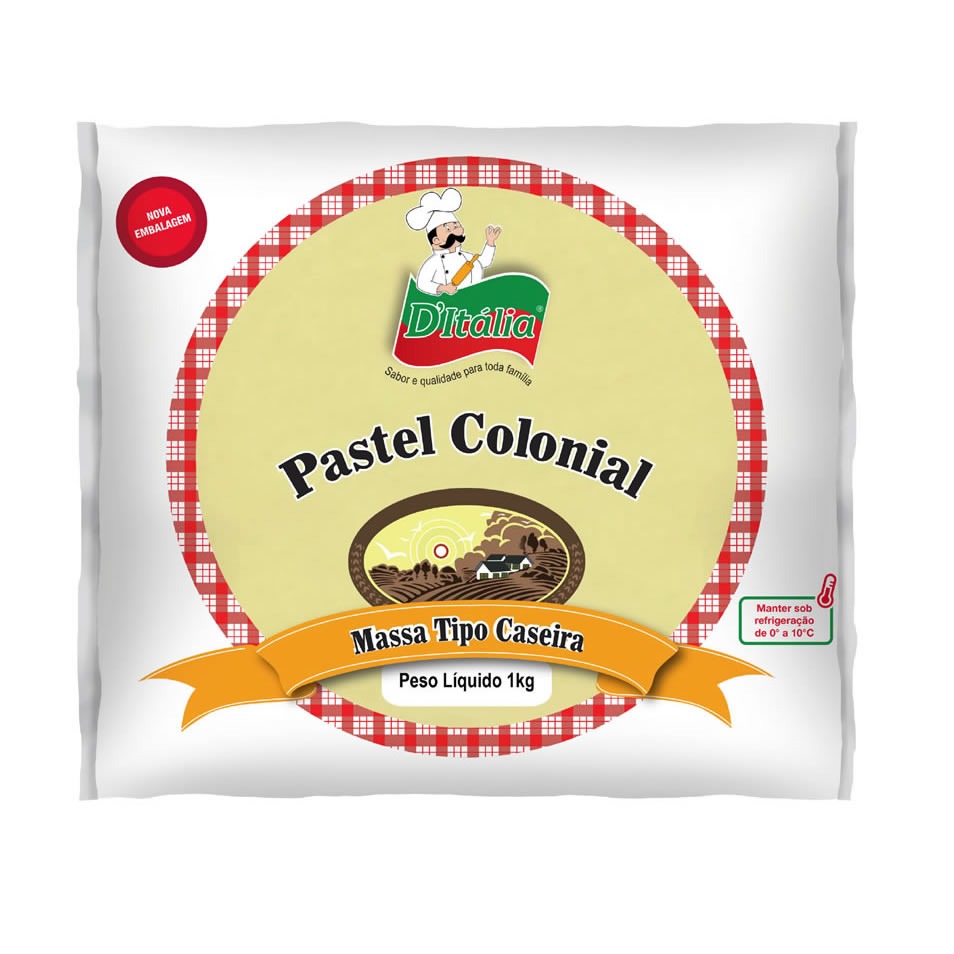 NOVA
EMBALAGEM
D'Itália®
Sabor e qualidade para toda família
Pastel Colonial
Massa Tipo Caseira
Peso Líquido 1kg
Manter sob
refrigeração
de 0° a 10°C